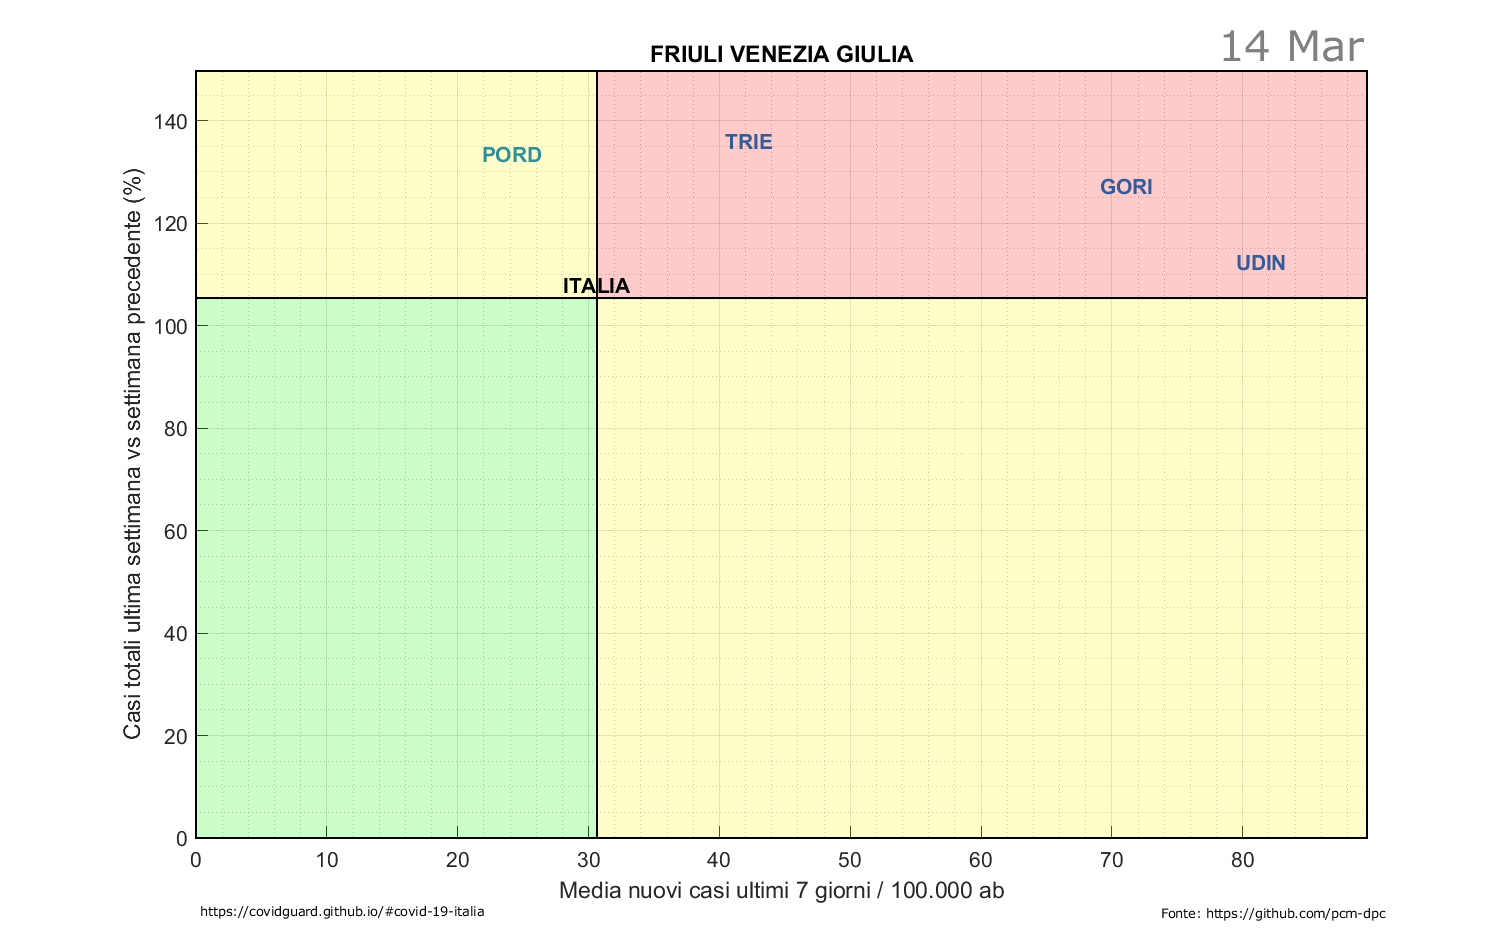 14 Mar
FRIULI VENEZIA GIULIA
Casi totali ultima settimana vs settimana precedente (%)
140
120
100
80
60
40
20
0
PORD
TRIE
GORI
UDIN
ITALIA
0 10 20 30 40 50 60 70 80
Media nuovi casi ultimi 7 giorni / 100.000 ab
https://covidguard.github.io/#covid-19-italia
Fonte: https://github.com/pcm-dpc